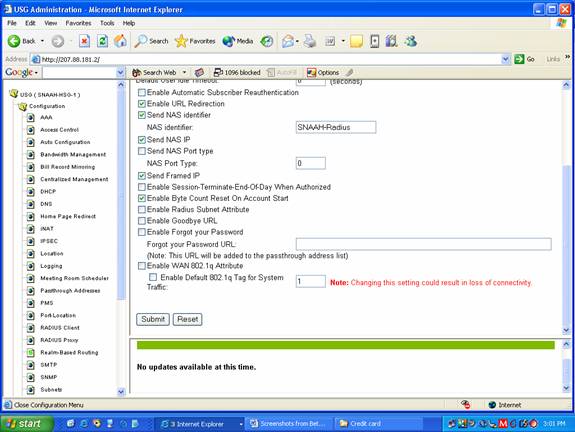 USG Administration - Microsoft Internet Explorer
File Edit View Favorites Tools Help
Back Search Favorites Media
Address http://207.88.181.2/ Go Links »
Google Search Web 1096 blocked AutoFill Options
USG ( SNAAH-HSG-1 )
Configuration
AAA
Access Control
Auto Configuration
Bandwidth Management
Bill Record Mirroring
Centralized Management
DHCP
DNS
Home Page Redirect
iNAT
IPSEC
Location
Logging
Meeting Room Scheduler
Passthrough Addresses
PMS
Port-Location
RADIUS Client
RADIUS Proxy
Realm-Based Routing
SMTP
SNMP
Subnets
Default User Idle Timeout: 0 (seconds)
Enable Automatic Subscriber Reauthentication
Enable URL Redirection
Send NAS identifier
NAS identifier: SNAAH-Radius
Send NAS IP
Send NAS Port type
NAS Port Type: 0
Send Framed IP
Enable Session-Terminate-End-Of-Day When Authorized
Enable Byte Count Reset On Account Start
Enable Radius Subnet Attribute
Enable Goodbye URL
Enable Forgot your Password
Forgot your Password URL:
(Note: This URL will be added to the passthrough address list)
Enable WAN 802.1q Attribute
Enable Default 802.1q Tag for System Traffic: 1 Note: Changing this setting could result in loss of connectivity.
Submit Reset
No updates available at this time.
Close Configuration Menu Internet
start 3 Internet Explorer Screenshots from Bet... Credit card 3:01 PM